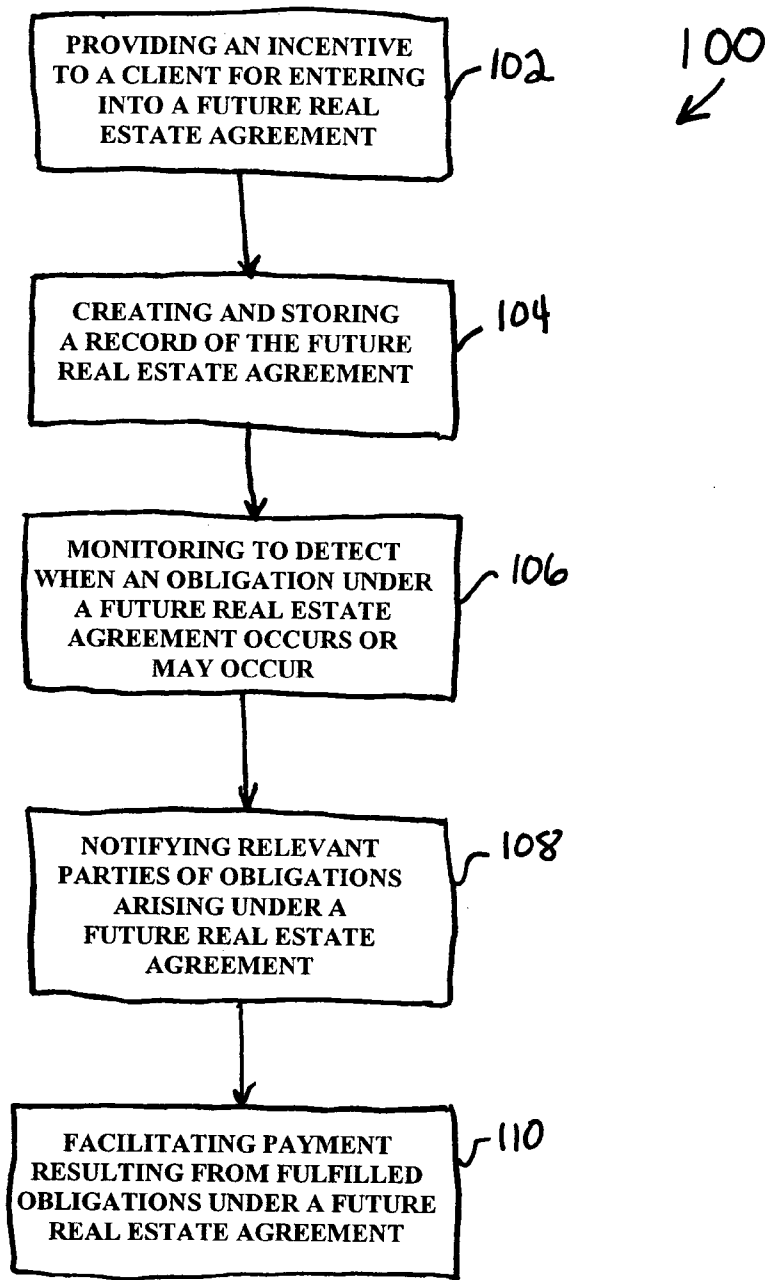 100
PROVIDING AN INCENTIVE
TO A CLIENT FOR ENTERING
INTO A FUTURE REAL
ESTATE AGREEMENT
102
CREATING AND STORING
A RECORD OF THE FUTURE
REAL ESTATE AGREEMENT
104
MONITORING TO DETECT
WHEN AN OBLIGATION UNDER
A FUTURE REAL ESTATE
AGREEMENT OCCURS OR
MAY OCCUR
106
NOTIFYING RELEVANT
PARTIES OF OBLIGATIONS
ARISING UNDER A
FUTURE REAL ESTATE
AGREEMENT
108
FACILITATING PAYMENT
RESULTING FROM FULFILLED
OBLIGATIONS UNDER A FUTURE
REAL ESTATE AGREEMENT
110